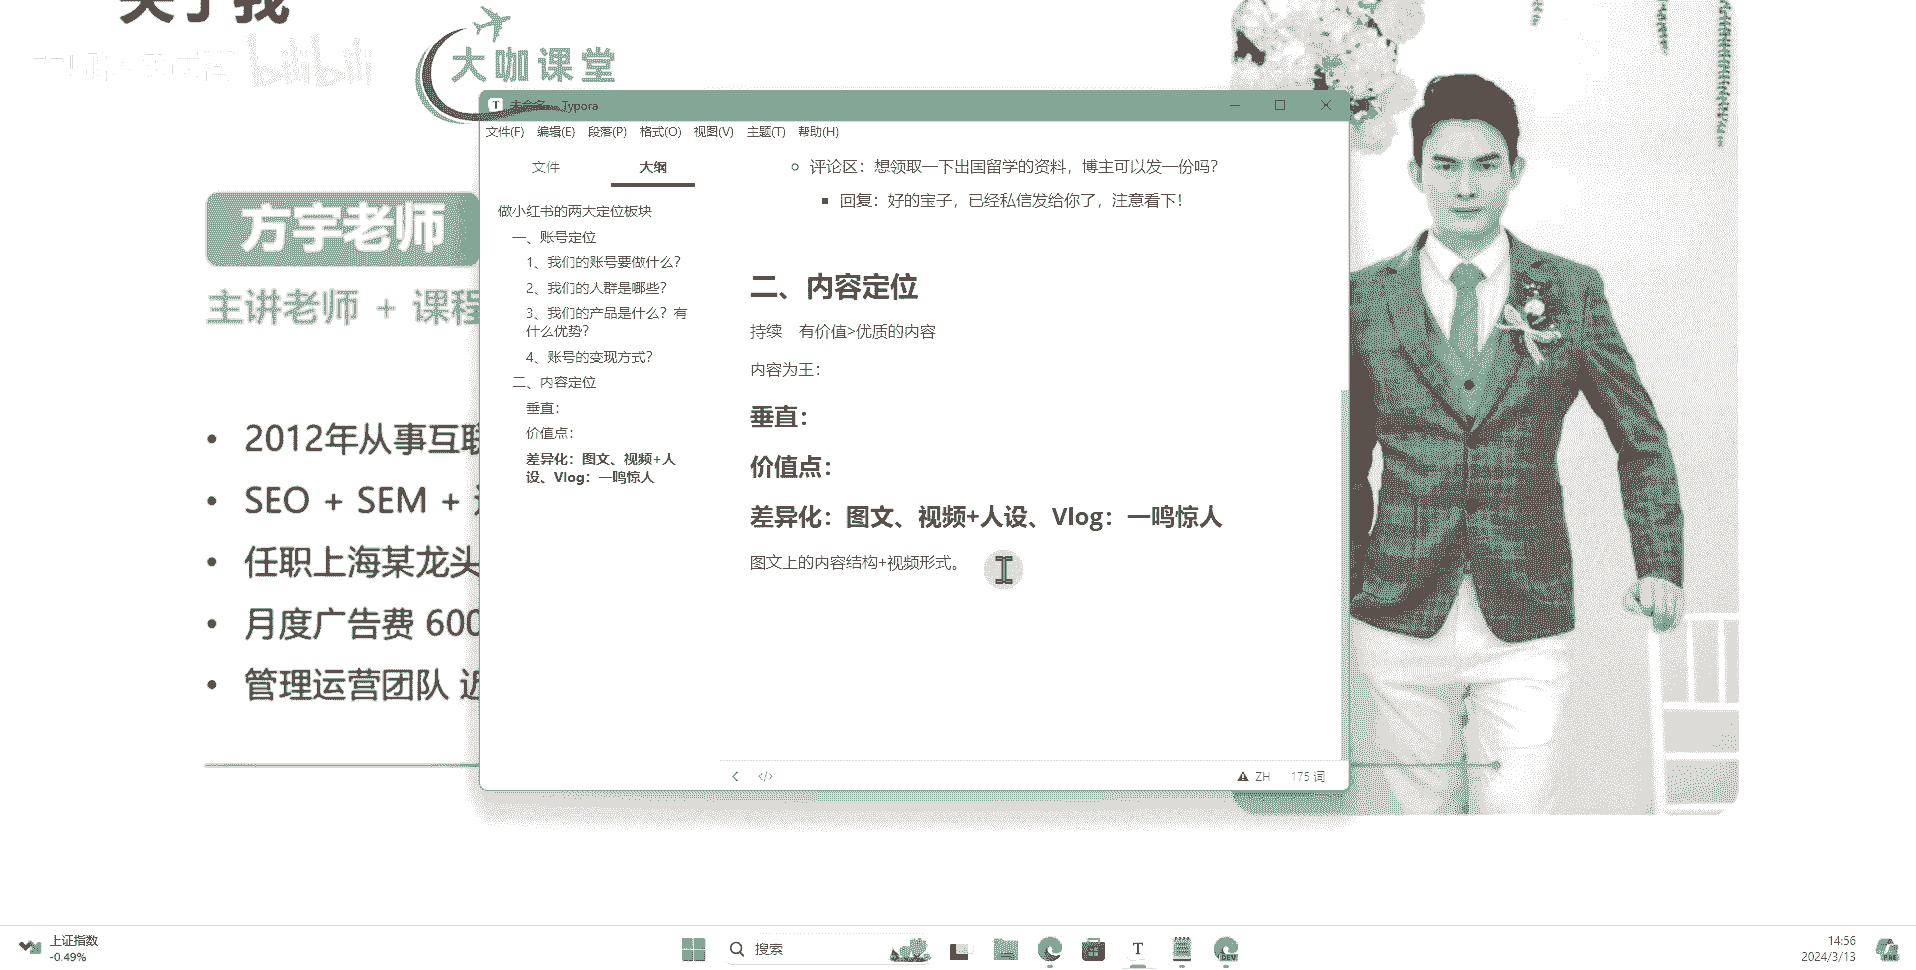 关于我
bilibili
大咖课堂
未命名 - Typora
文件(F) 编辑(E) 段落(P) 格式(O) 视图(V) 主题(T) 帮助(H)
文件 大纲
做小红书的两大定位板块
一、账号定位
1、我们的账号要做什么?
2、我们的人群是哪些?
3、我们的产品是什么?有
什么优势?
4、账号的变现方式?
二、内容定位
垂直:
价值点:
差异化:图文、视频+人
设、Vlog:一鸣惊人
评论区:想领取一下出国留学的资料,博主可以发一份吗?
回复:好的宝子,已经私信发给你了,注意看下!
二、内容定位
持续 有价值>优质的内容
内容为王:
垂直:
价值点:
差异化:图文、视频+人设、Vlog:一鸣惊人
图文上的内容结构+视频形式。
ZH 175 词
方宇老师
主讲老师 + 课程
2012年从事互联
SEO + SEM +
任职上海某龙头
月度广告费 600
管理运营团队 近
上证指数
-0.49%
搜索
T
DEV
14:56
2024/3/13
PRE